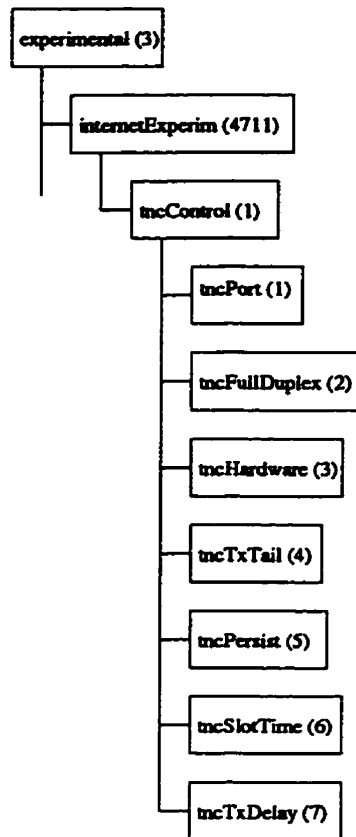 experimental (3)
internetExperim (4711)
tncControl (1)
tncPort (1)
tncFullDuplex (2)
tncHardware (3)
tncTxTail (4)
tncPersist (5)
tncSlotTime (6)
tncTxDelay (7)